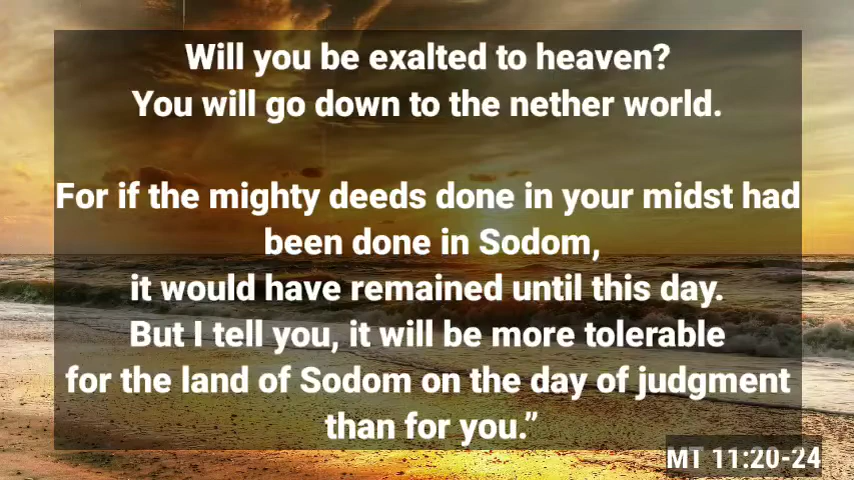 Will you be exalted to heaven?
You will go down to the nether world.
For if the mighty deeds done in your midst had
been done in Sodom,
it would have remained until this day.
But I tell you, it will be more tolerable
for the land of Sodom on the day of judgment
than for you.”
MT 11:20-24